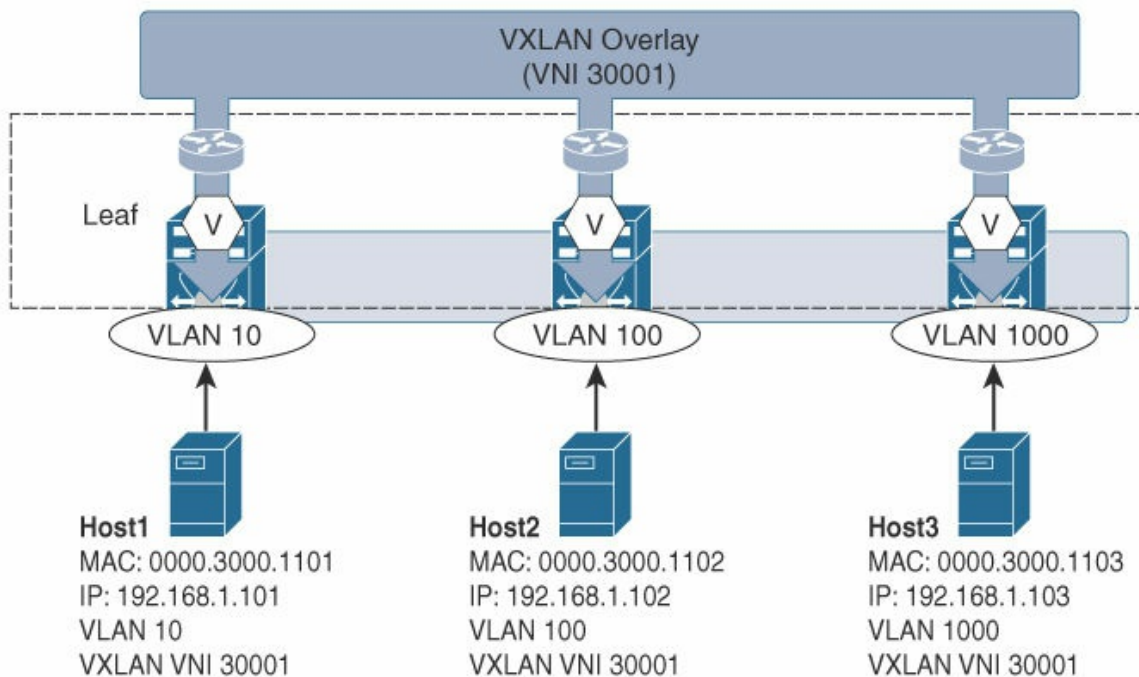 VXLAN Overlay
(VNI 30001)
Leaf
V
V
V
VLAN 10
VLAN 100
VLAN 1000
Host1
MAC: 0000.3000.1101
IP: 192.168.1.101
VLAN 10
VXLAN VNI 30001
Host2
MAC: 0000.3000.1102
IP: 192.168.1.102
VLAN 100
VXLAN VNI 30001
Host3
MAC: 0000.3000.1103
IP: 192.168.1.103
VLAN 1000
VXLAN VNI 30001